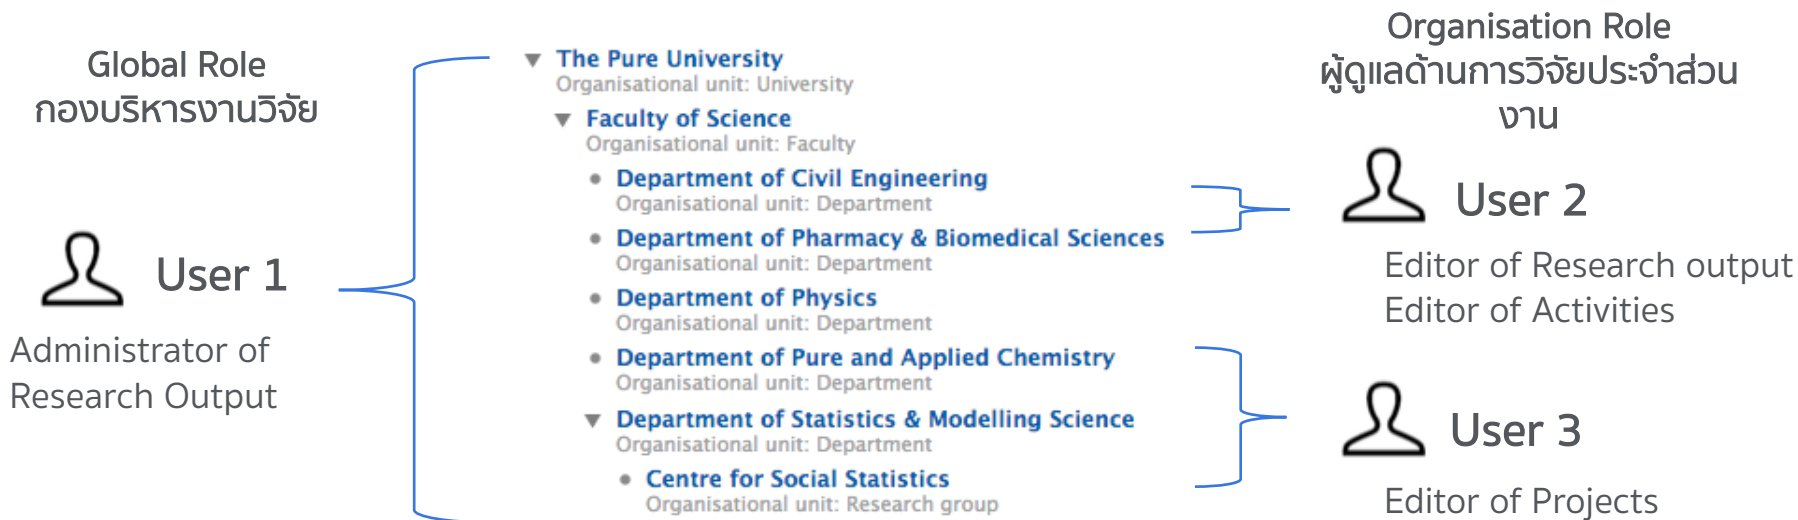 Global Role
กองบริหารงานวิจัย
User 1
Administrator of
Research Output
The Pure University
Organisational unit: University
Faculty of Science
Organisational unit: Faculty
Department of Civil Engineering
Organisational unit: Department
Department of Pharmacy & Biomedical Sciences
Organisational unit: Department
Department of Physics
Organisational unit: Department
Department of Pure and Applied Chemistry
Organisational unit: Department
Department of Statistics & Modelling Science
Organisational unit: Department
Centre for Social Statistics
Organisational unit: Research group
Organisation Role
ผู้ดูแลด้านการวิจัยประจำส่วน
งาน
User 2
Editor of Research output
Editor of Activities
User 3
Editor of Projects